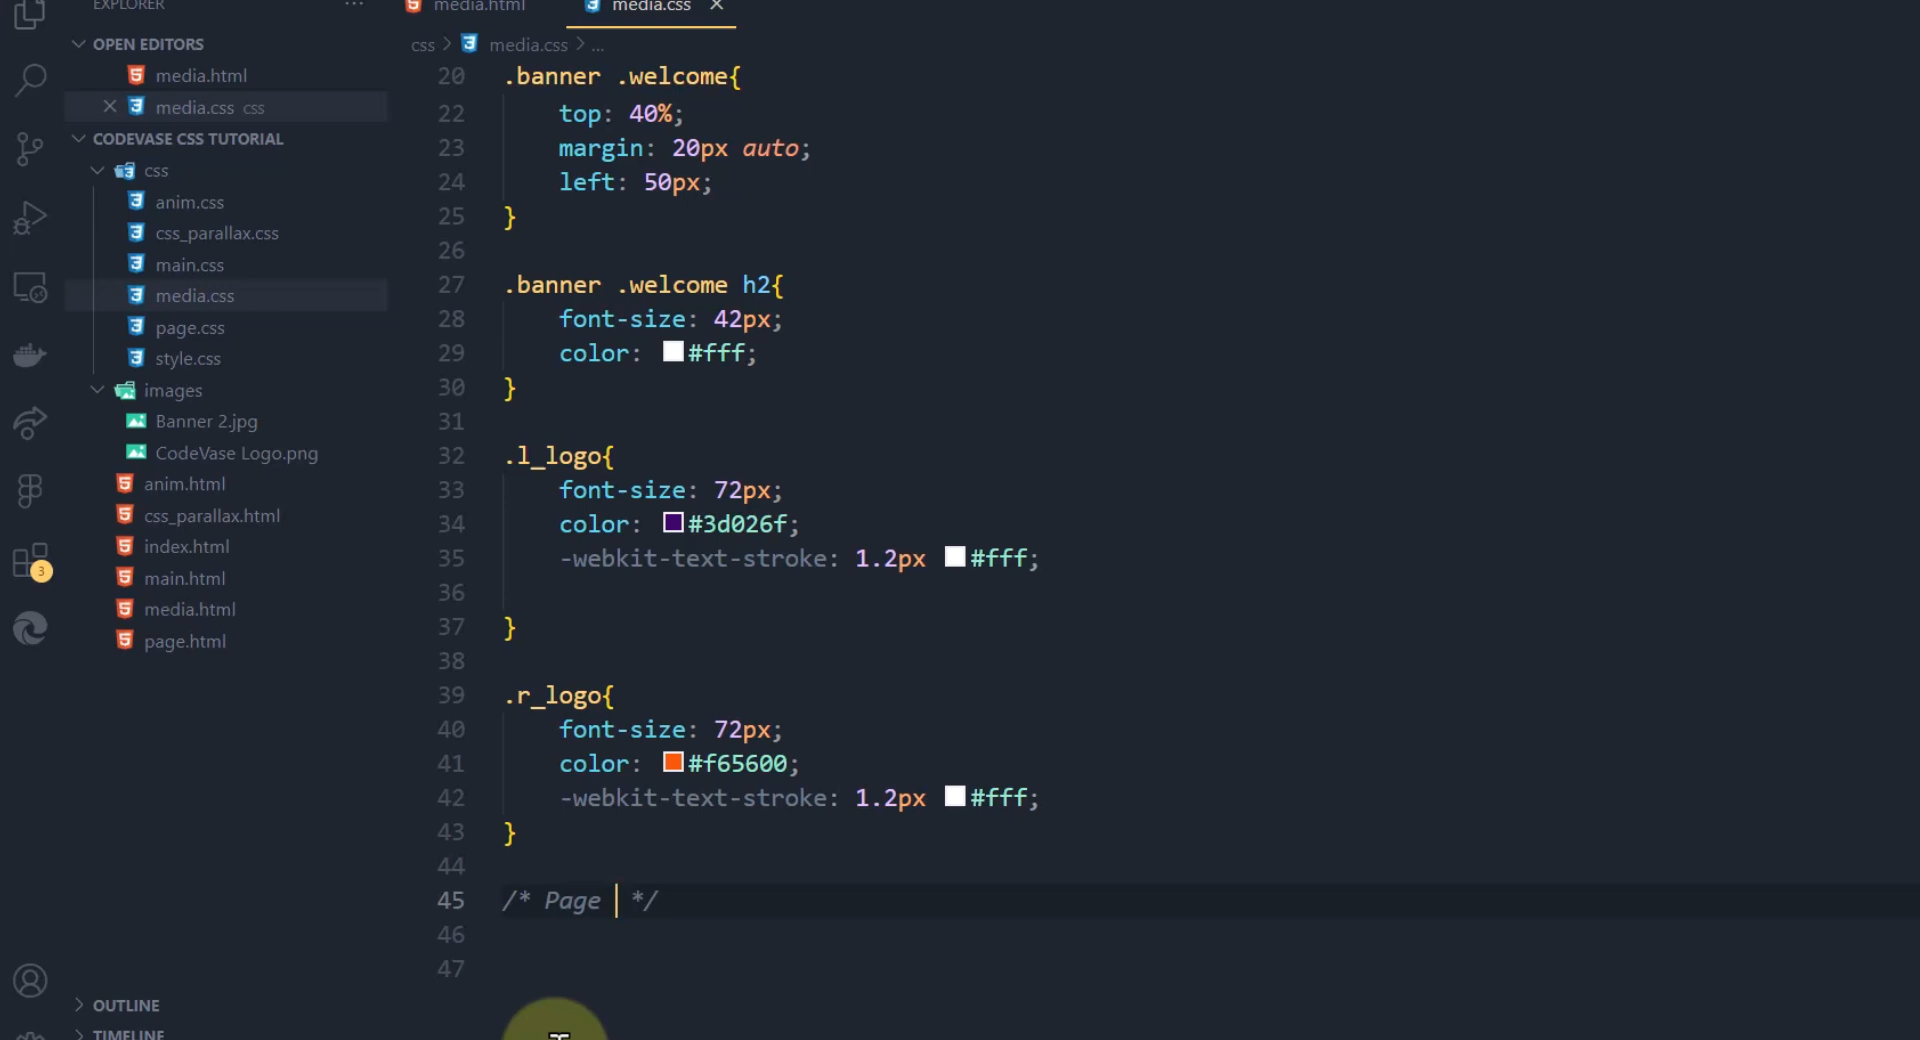 EXPLORER
...
OPEN EDITORS
media.html
media.css css
CODEVASE CSS TUTORIAL
css
anim.css
css_parallax.css
main.css
media.css
page.css
style.css
images
Banner 2.jpg
CodeVase Logo.png
anim.html
css_parallax.html
index.html
main.html
media.html
page.html
3
OUTLINE
TIMELINE
media.html
media.css
css > media.css > ...
20 .banner .welcome{
22 top: 40%;
23 margin: 20px auto;
24 left: 50px;
25 }
26
27 .banner .welcome h2{
28 font-size: 42px;
29 color: #fff;
30 }
31
32 .l_logo{
33 font-size: 72px;
34 color: #3d026f;
35 -webkit-text-stroke: 1.2px #fff;
36
37 }
38
39 .r_logo{
40 font-size: 72px;
41 color: #f65600;
42 -webkit-text-stroke: 1.2px #fff;
43 }
44
45 /* Page */
46
47